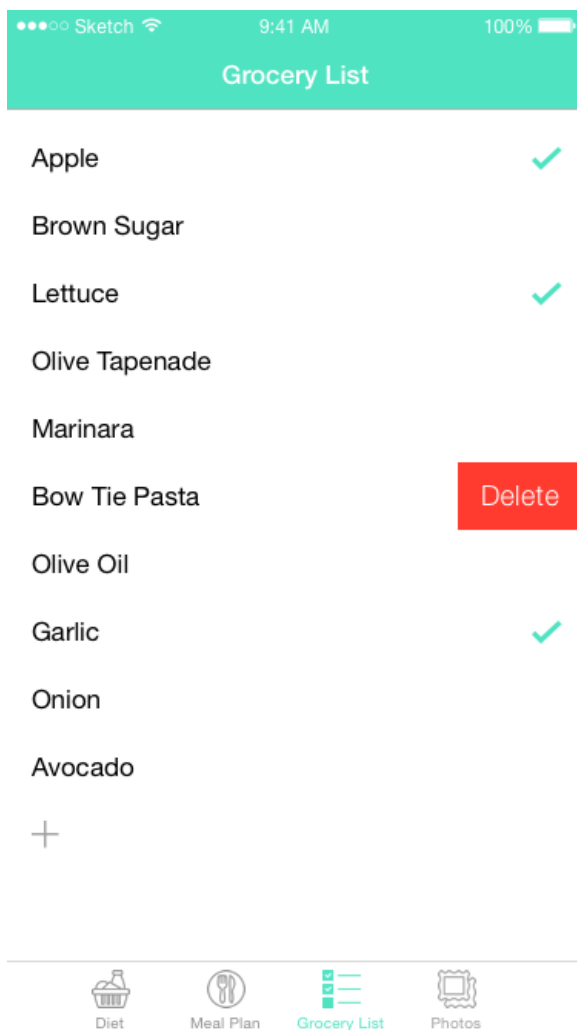 Sketch 9:41 AM 100%
Grocery List
Apple
Brown Sugar
Lettuce
Olive Tapenade
Marinara
Bow Tie Pasta Delete
Olive Oil
Garlic
Onion
Avocado
+
Diet Meal Plan Grocery List Photos